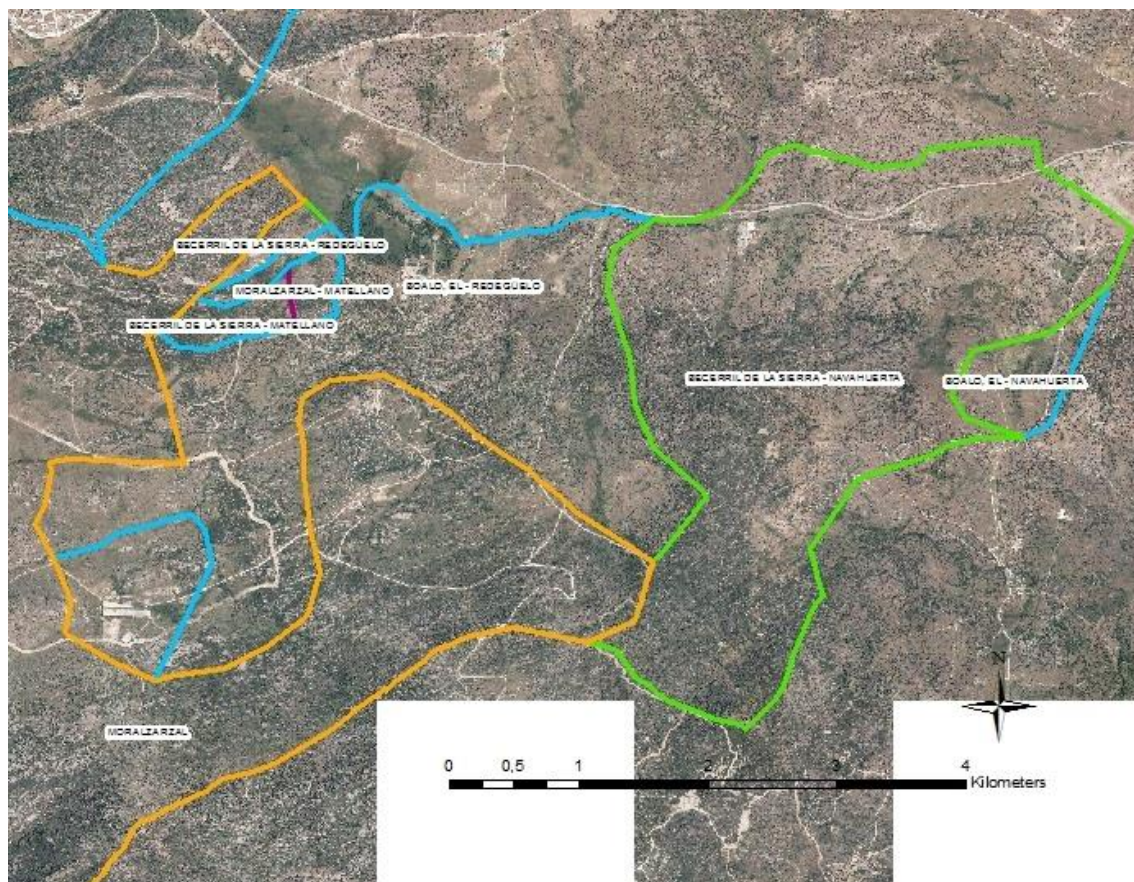 BECERRIL DE LA SIERRA - REDEGÜELO
MORALZARZAL - MATELLANO
BOALO, EL - REDEGÜELO
BECERRIL DE LA SIERRA - MATELLANO
BECERRIL DE LA SIERRA - NAVAHUERTA
BOALO, EL - NAVAHUERTA
N
MORALZARZAL
0 0,5 1 2 3 4
Kilometers